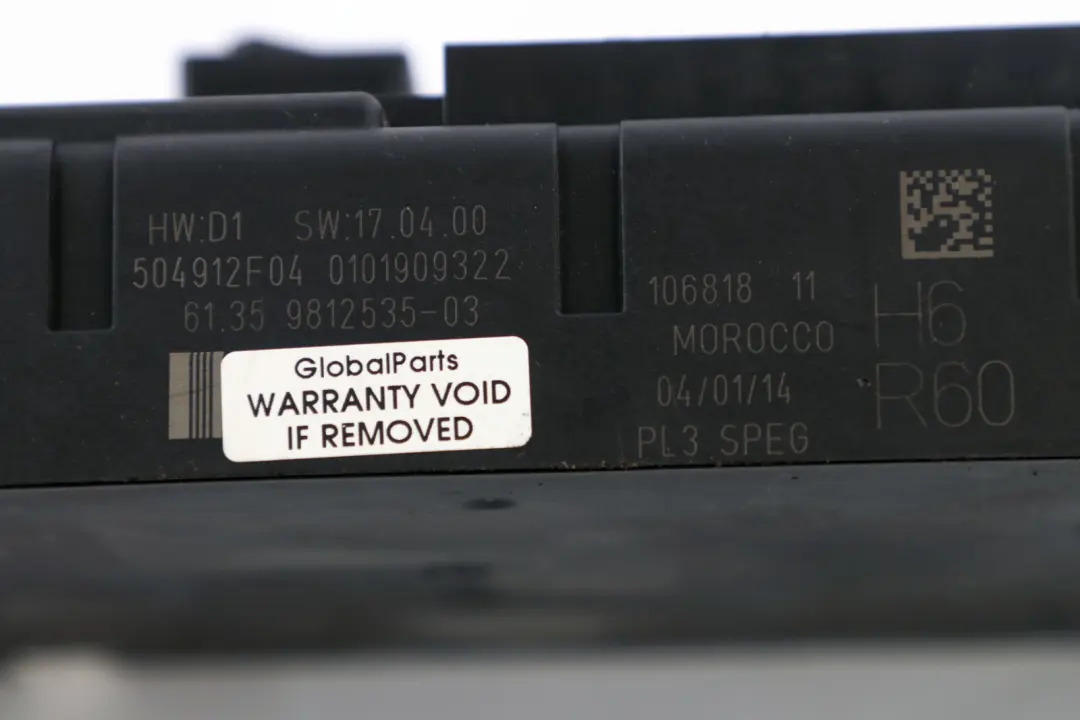 HW:D1 SW:17.04.00
504912F04 0101909322
61.35 9812535-03
GlobalParts
WARRANTY VOID
IF REMOVED
106818 11
MOROCCO
04/01/14
PL3 SPEG
H6
R60